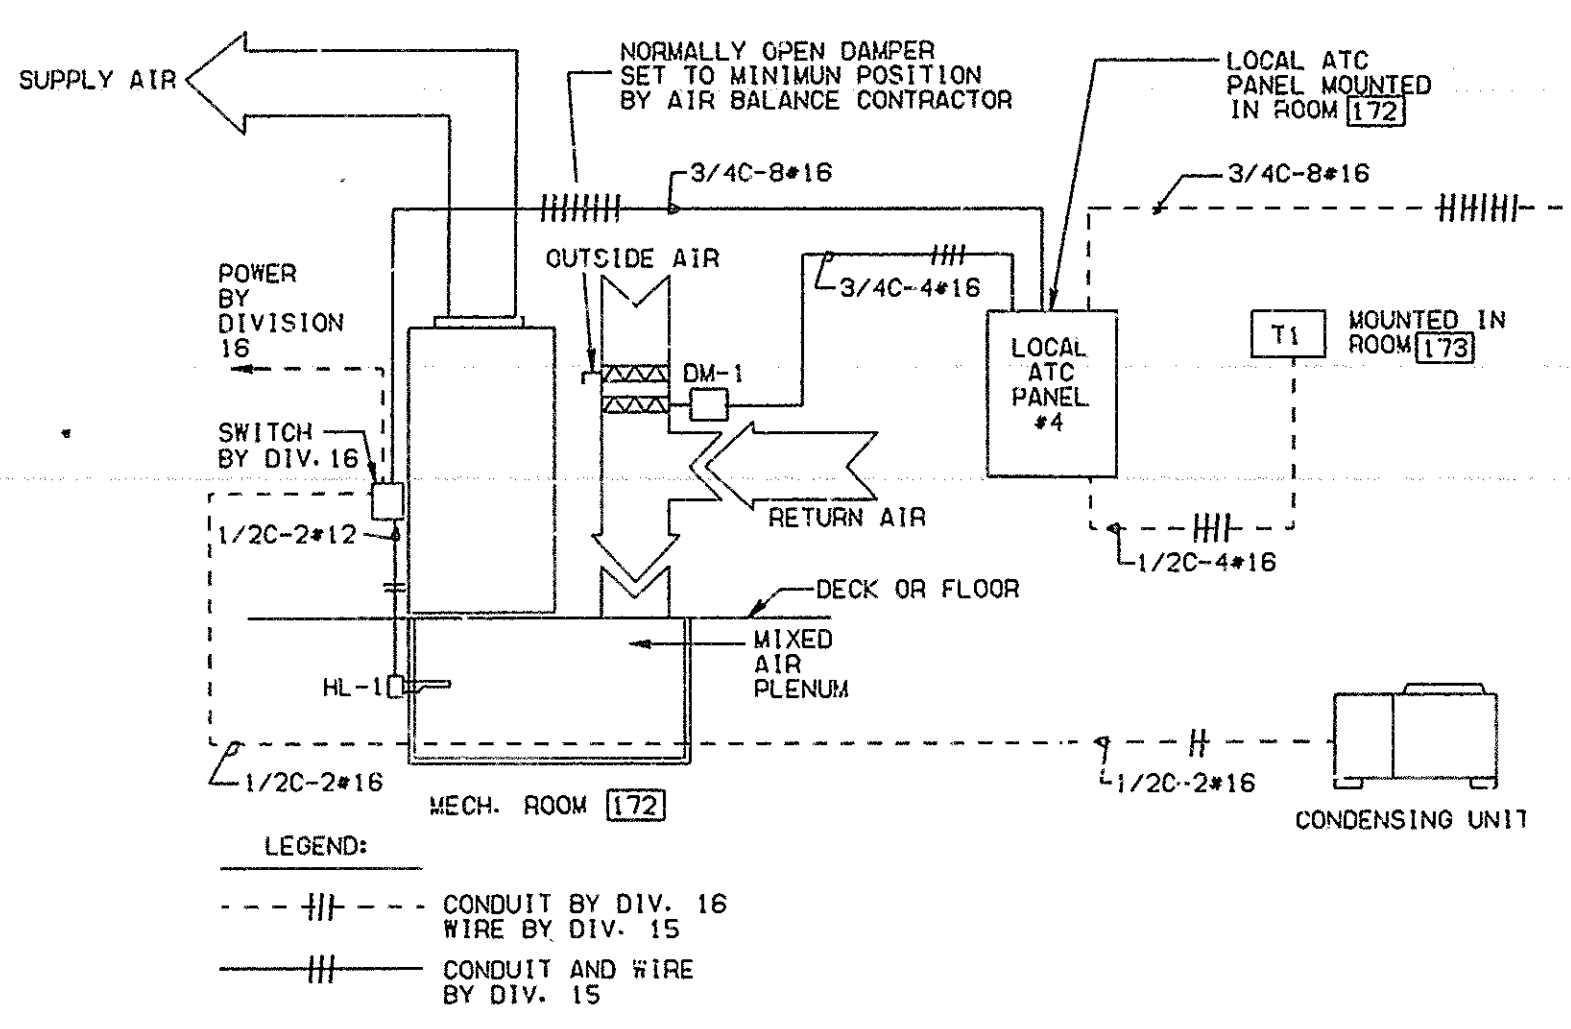 SUPPLY AIR
NORMALLY OPEN DAMPER
SET TO MINIMUN POSITION
BY AIR BALANCE CONTRACTOR
LOCAL ATC
PANEL MOUNTED
IN ROOM 172
3/4C-8#16
3/4C-8#16
OUTSIDE AIR
3/4C-4#16
POWER
BY
DIVISION
16
LOCAL
ATC
PANEL
#4
T1
MOUNTED IN
ROOM 173
DM-1
SWITCH
BY DIV. 16
RETURN AIR
1/2C-2#12
1/2C-4#16
DECK OR FLOOR
MIXED
AIR
PLENUM
HL-1
1/2C-2#16
1/2C-2#16
MECH. ROOM 172
CONDENSING UNIT
LEGEND:
CONDUIT BY DIV. 16
WIRE BY DIV. 15
CONDUIT AND WIRE
BY DIV. 15